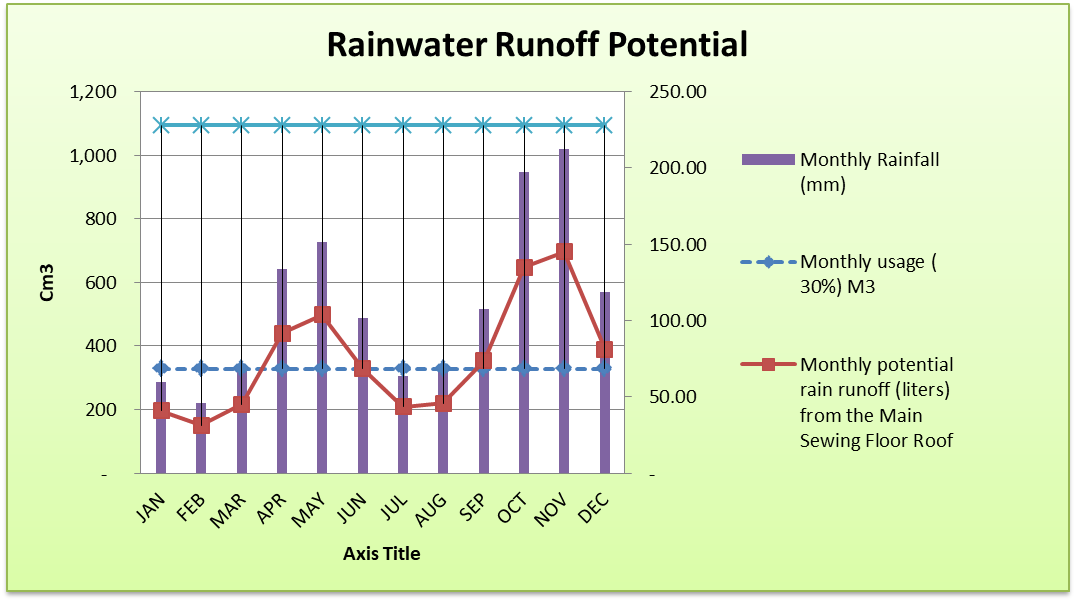 Rainwater Runoff Potential
1,200
1,000
800
600
400
200
-
Cm3
250.00
200.00
150.00
100.00
50.00
-
JAN
FEB
MAR
APR
MAY
JUN
JUL
AUG
SEP
OCT
NOV
DEC
Axis Title
Monthly Rainfall
(mm)
Monthly usage (
30%) M3
Monthly potential
rain runoff (liters)
from the Main
Sewing Floor Roof